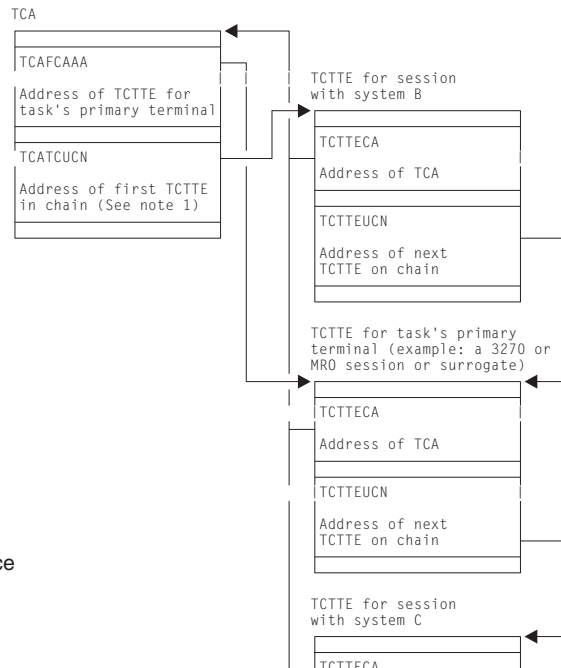 TCA
TCAFCAAA
Address of TCTTE for
task's primary terminal
TCATCUCN
Address of first TCTTE
in chain (See note 1)
TCTTE for session
with system B
TCTTECA
Address of TCA
TCTTEUCN
Address of next
TCTTE on chain
TCTTE for task's primary
terminal (example: a 3270 or
MRO session or surrogate)
TCTTECA
Address of TCA
TCTTEUCN
Address of next
TCTTE on chain
TCTTE for session
with system C
TCTTECA